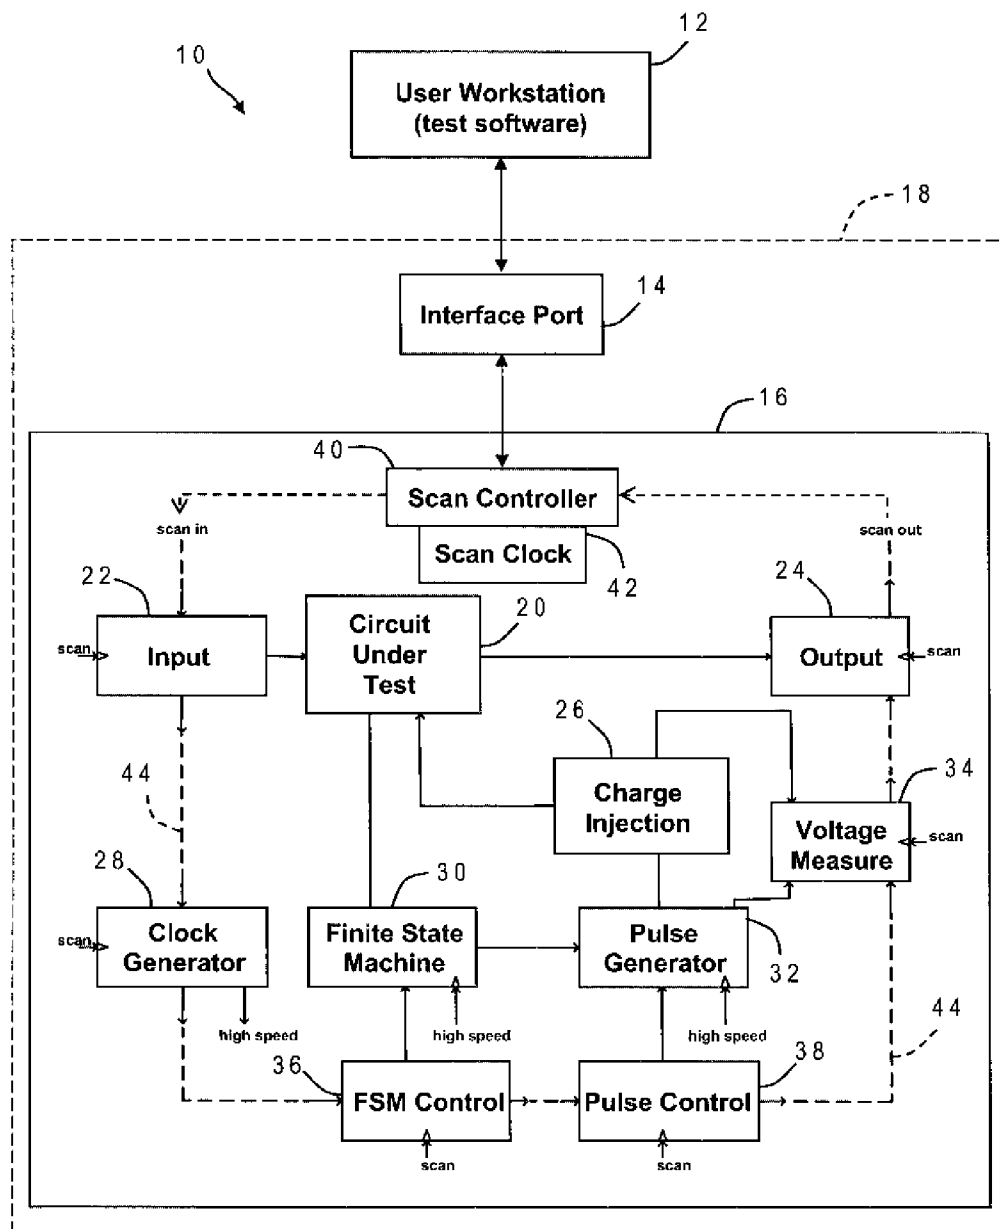 12
10
User Workstation
(test software)
18
14
Interface Port
16
40
Scan Controller
scan in
scan out
Scan Clock
42
22
20
24
Circuit
Under
Test
scan
Input
Output
scan
26
44
34
Charge
Injection
Voltage
Measure
scan
28
30
Clock
Generator
scan
Finite State
Machine
Pulse
Generator
32
high speed
high speed
high speed
44
36
38
FSM Control
Pulse Control
scan
scan